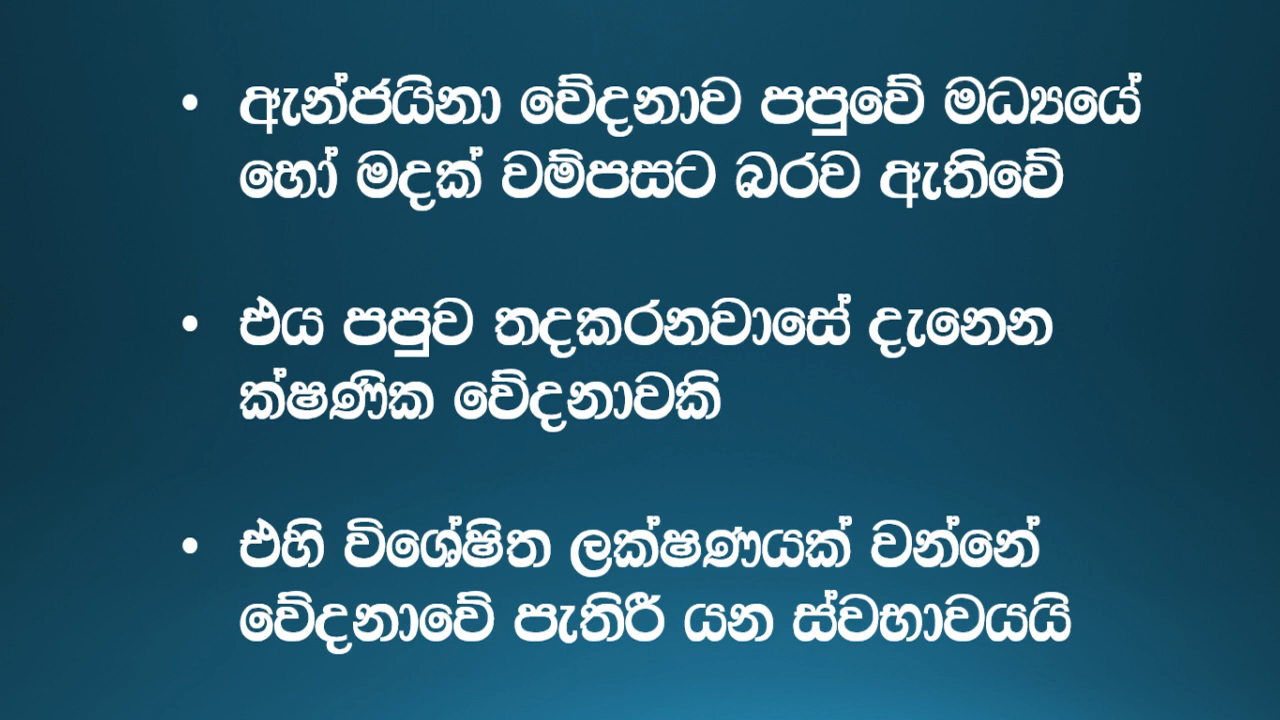 • ඇන්ජයිනා වේදනාව පපුවේ මධ්‍යයේ
හෝ මදක් වම්පසට බරව ඇතිවේ
• එය පපුව තදකරනවාසේ දැනෙන
ක්ෂණික වේදනාවකි
• එහි විශේෂිත ලක්ෂණයක් වන්නේ
වේදනාවේ පැතිරී යන ස්වභාවයයි